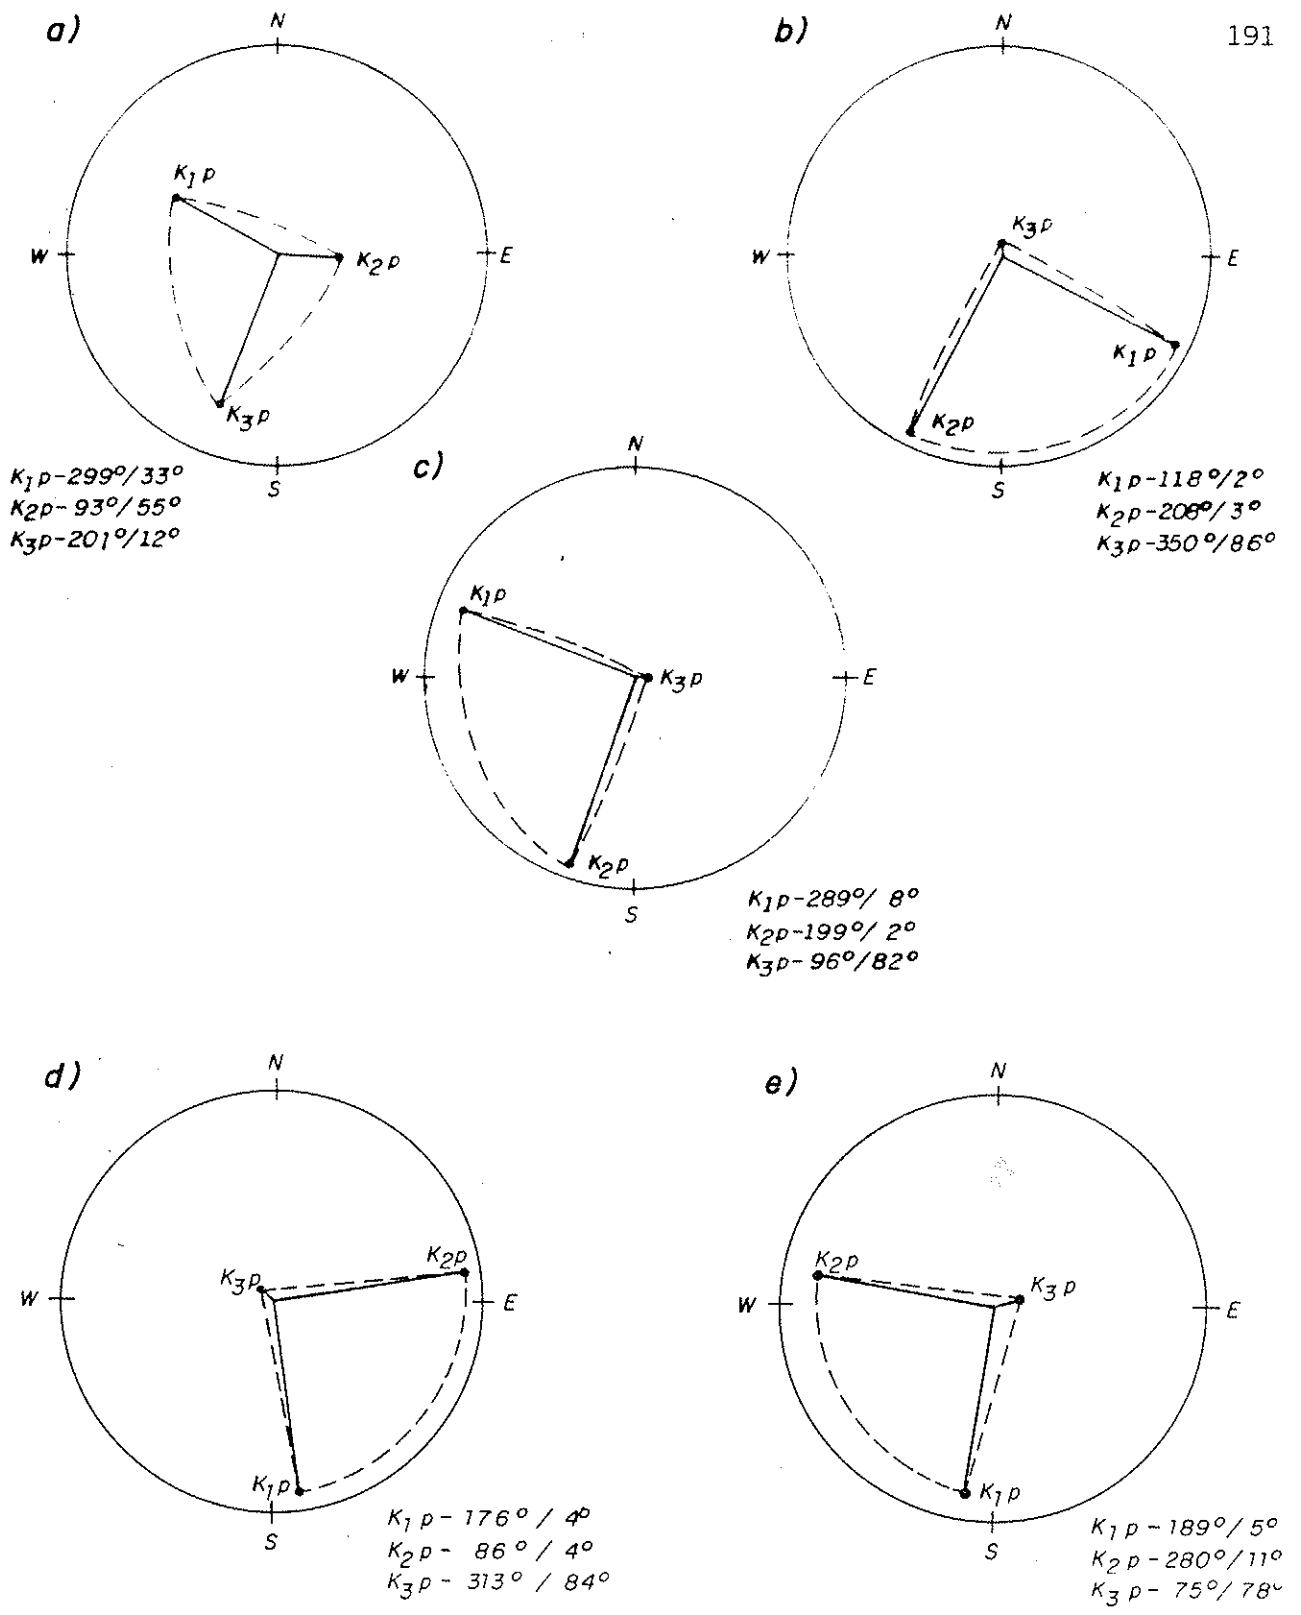 191
a)
N
K1p
W
E
K2p
K3p
S
K1p-299°/33°
K2p-93°/55°
K3p-201°/12°
b)
N
K3p
W
E
K1p
K2p
S
K1p-118°/2°
K2p-208°/3°
K3p-350°/86°
c)
N
K1p
W
K3p
E
K2p
S
K1p-289°/8°
K2p-199°/2°
K3p-96°/82°
d)
N
K2p
K3p
W
E
K1p
S
K1p-176°/4°
K2p-86°/4°
K3p-313°/84°
e)
N
K2p
K3p
W
E
K1p
S
K1p-189°/5°
K2p-280°/11°
K3p-75°/78°